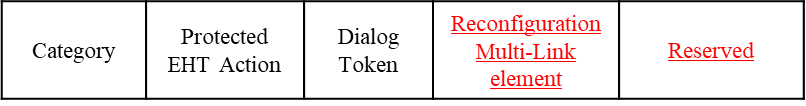 Category
Protected
EHT Action
Dialog
Token
Reconfiguration
Multi-Link
element
Reserved